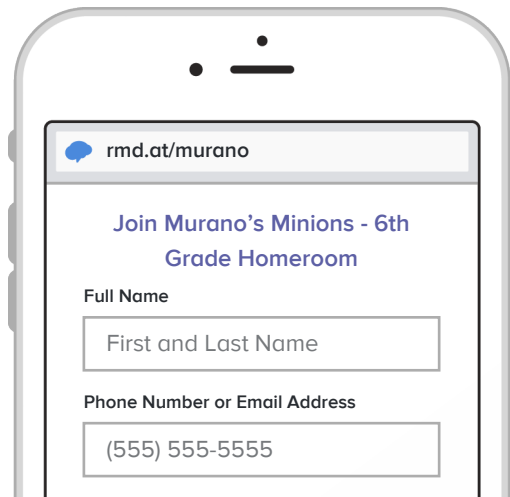 rmd.at/murano
Join Murano's Minions - 6th
Grade Homeroom
Full Name
First and Last Name
Phone Number or Email Address
(555) 555-5555